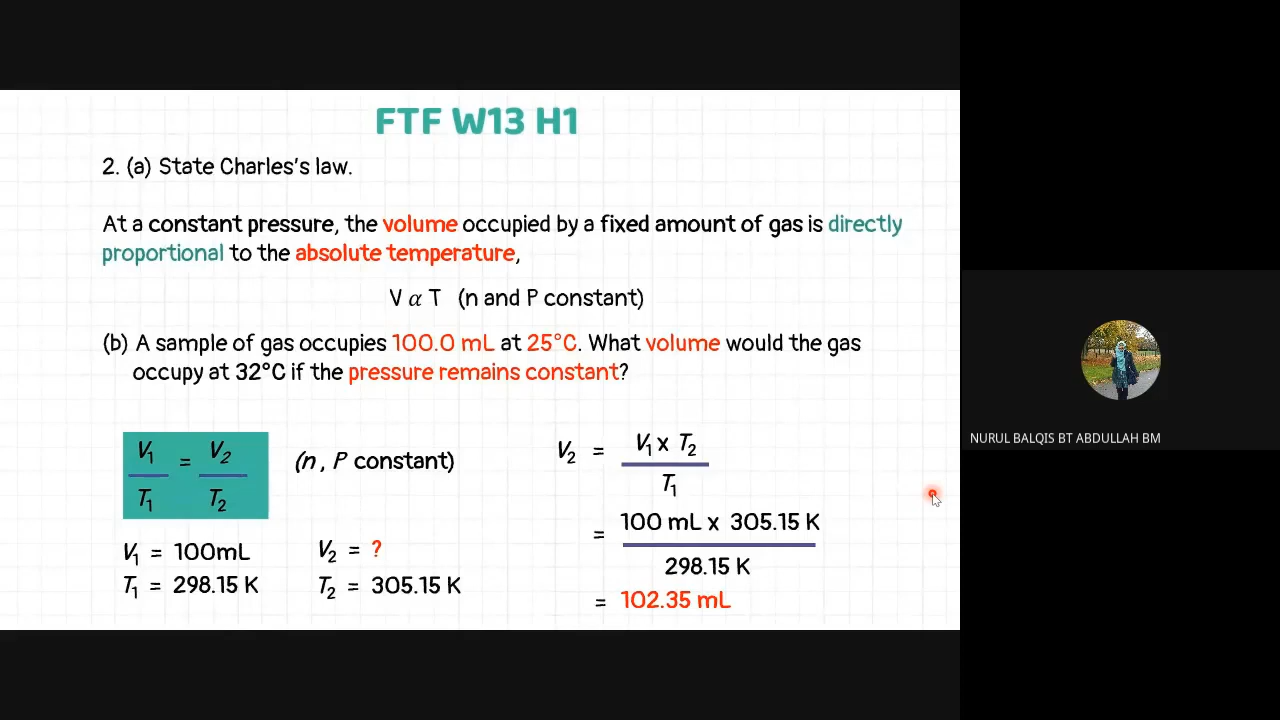 FTF W13 H1
2. (a) State Charles's law.
At a constant pressure, the volume occupied by a fixed amount of gas is directly
proportional to the absolute temperature,
V α T (n and P constant)
(b) A sample of gas occupies 100.0 mL at 25°C. What volume would the gas
occupy at 32°C if the pressure remains constant?
V₁ = V₂
T₁ T₂
(n, P constant)
V₁ = 100mL
T₁ = 298.15 K
V₂ = ?
T₂ = 305.15 K
V₂ = V₁ x T₂
T₁
= 100 mL x 305.15 K
298.15 K
= 102.35 mL
NURUL BALQIS BT ABDULLAH BM